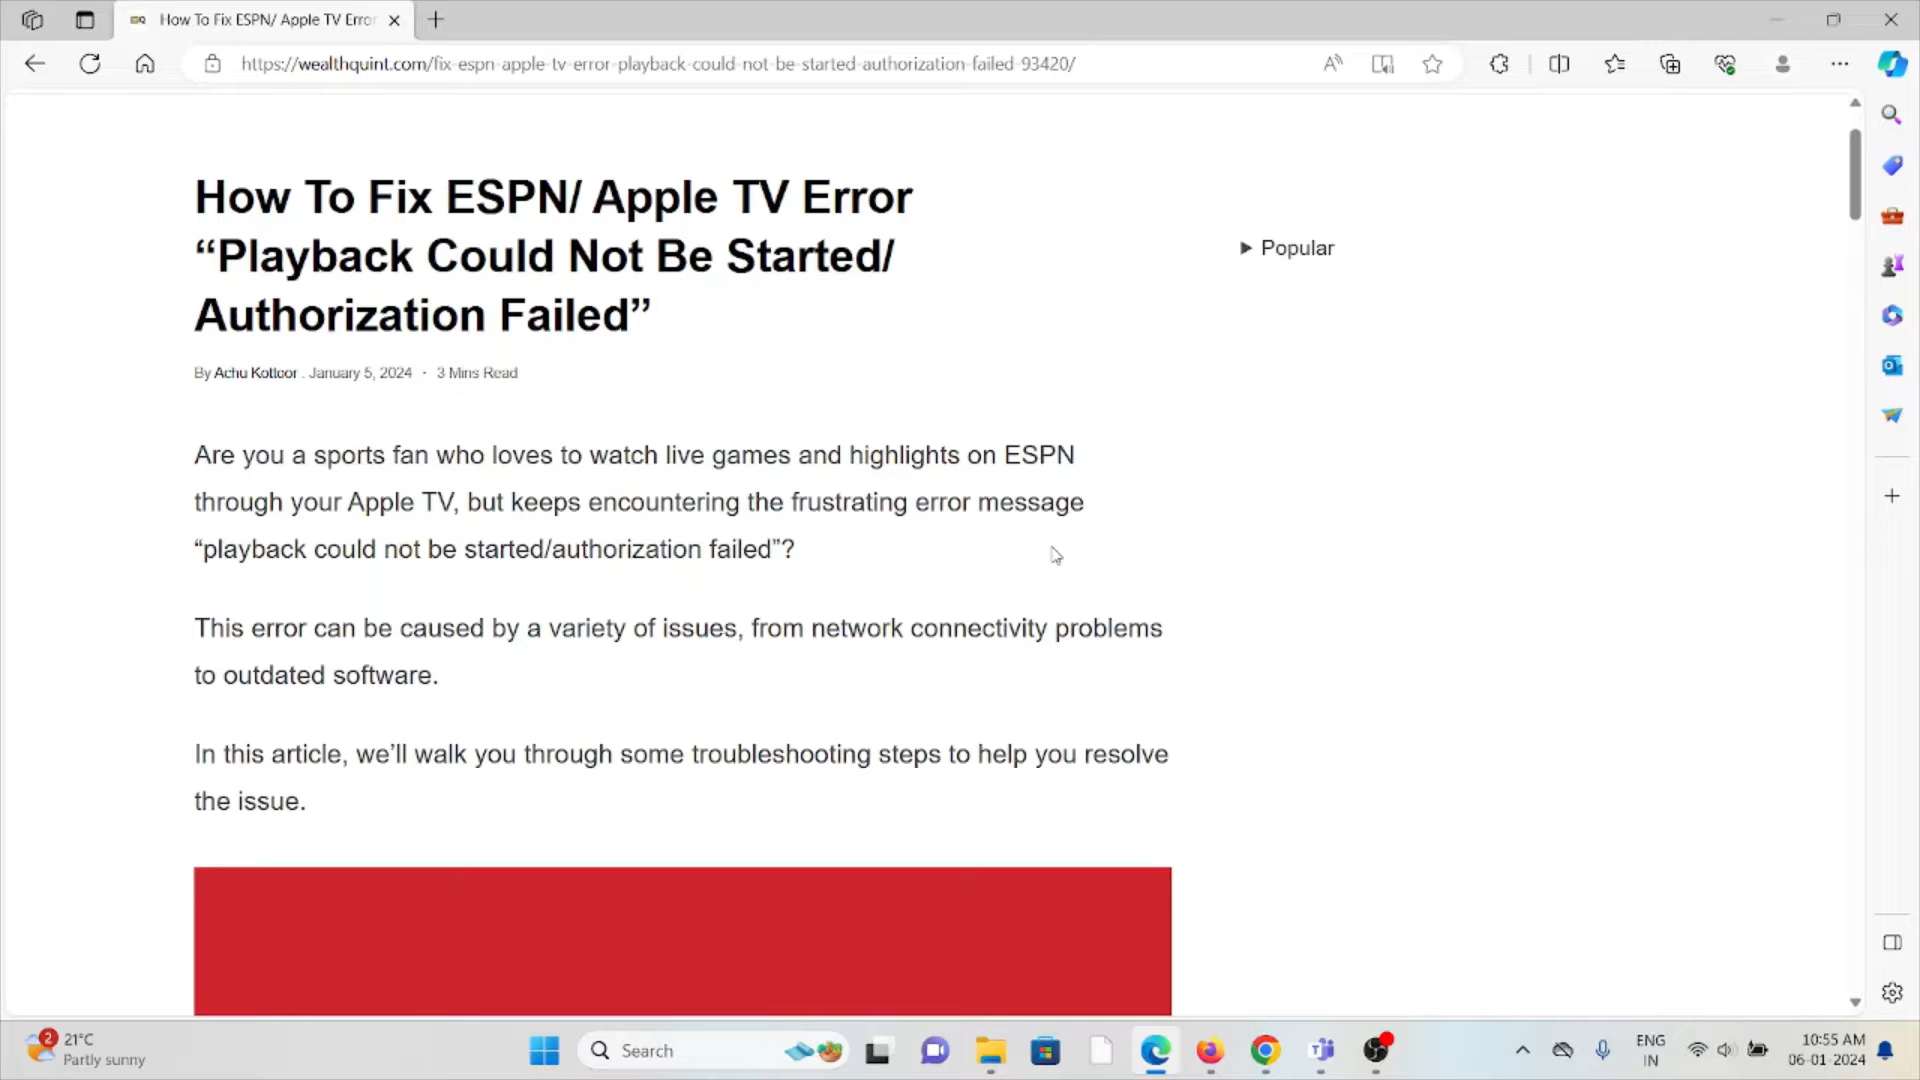 How To Fix ESPN/ Apple TV Error
https://wealthquint.com/fix-espn-apple-tv-error-playback-could-not-be-started-authorization-failed-93420/
How To Fix ESPN/ Apple TV Error
“Playback Could Not Be Started/
Authorization Failed”
Popular
By Achu Kottoor . January 5, 2024 · 3 Mins Read
Are you a sports fan who loves to watch live games and highlights on ESPN
through your Apple TV, but keeps encountering the frustrating error message
“playback could not be started/authorization failed”?
This error can be caused by a variety of issues, from network connectivity problems
to outdated software.
In this article, we’ll walk you through some troubleshooting steps to help you resolve
the issue.
2
21°C
Partly sunny
Search
ENG
IN
10:55 AM
06-01-2024